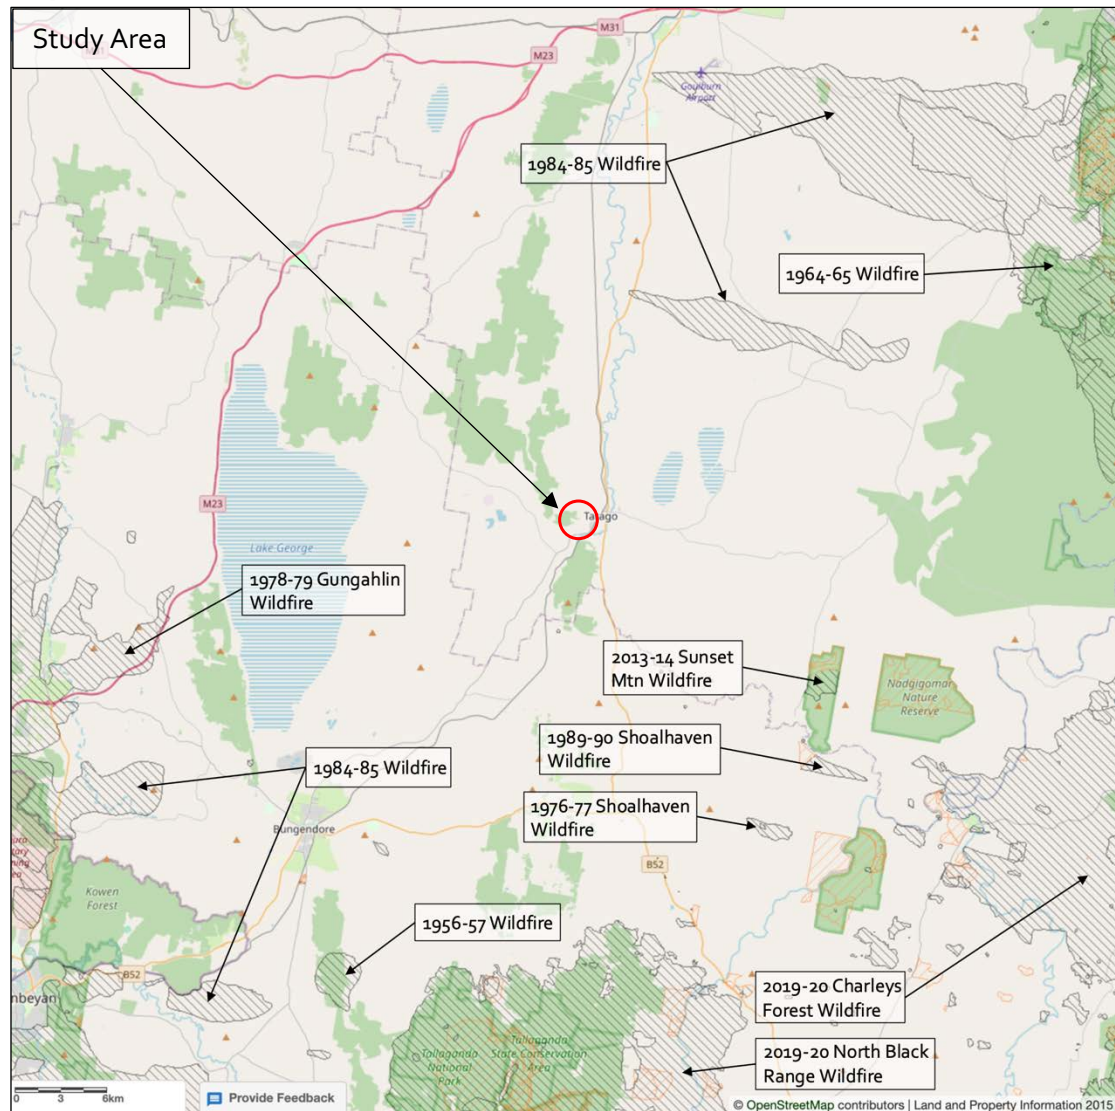 Study Area
M31
M23
Goulburn
Airport
1984-85 Wildfire
1964-65 Wildfire
M23
Tarago
Lake George
1978-79 Gungahlin
Wildfire
2013-14 Sunset
Mtn Wildfire
Nadgigomar
Nature
Reserve
1989-90 Shoalhaven
Wildfire
1984-85 Wildfire
1976-77 Shoalhaven
Wildfire
Bungendore
B52
Kowen
Forest
1956-57 Wildfire
B52
nbeyan
2019-20 Charleys
Forest Wildfire
Tallaganda
National
Park
Tallaganda
State Conservation
Area
2019-20 North Black
Range Wildfire
0 3 6km
Provide Feedback
© OpenStreetMap contributors | Land and Property Information 2015